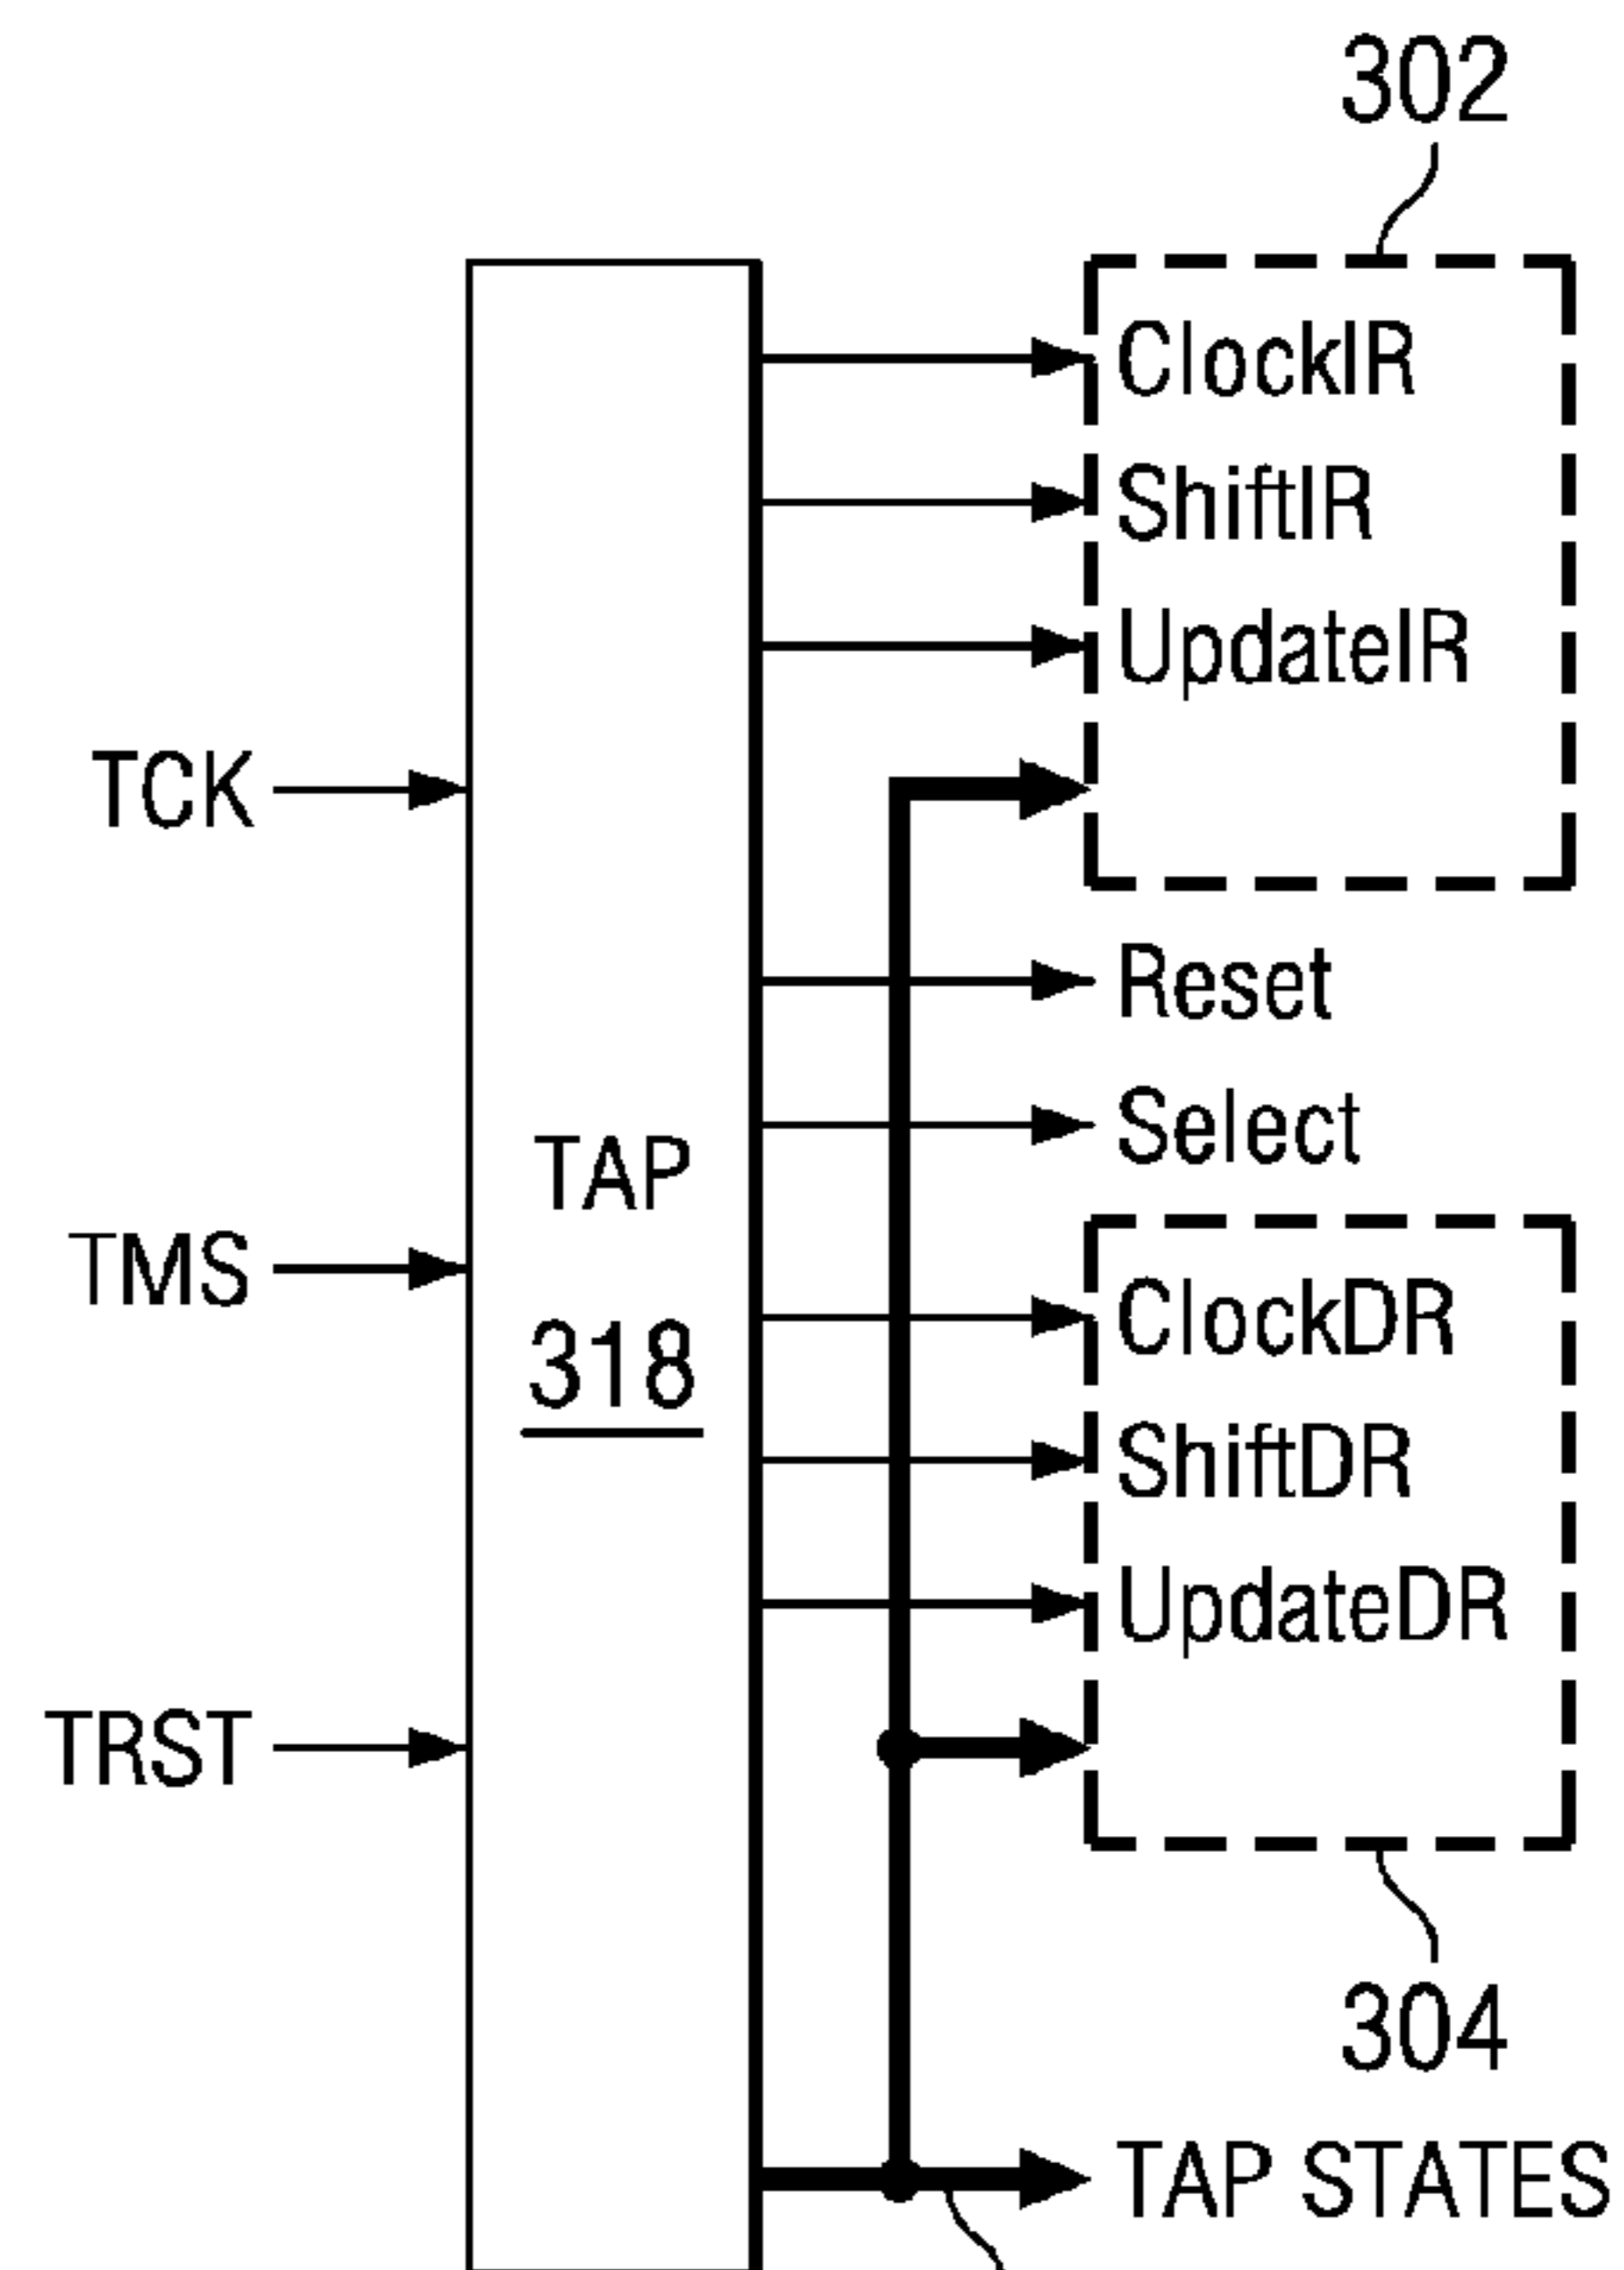 302
ClockIR
ShiftIR
UpdateIR
TCK
Reset
Select
TAP
TMS
318
ClockDR
ShiftDR
UpdateDR
TRST
304
TAP STATES